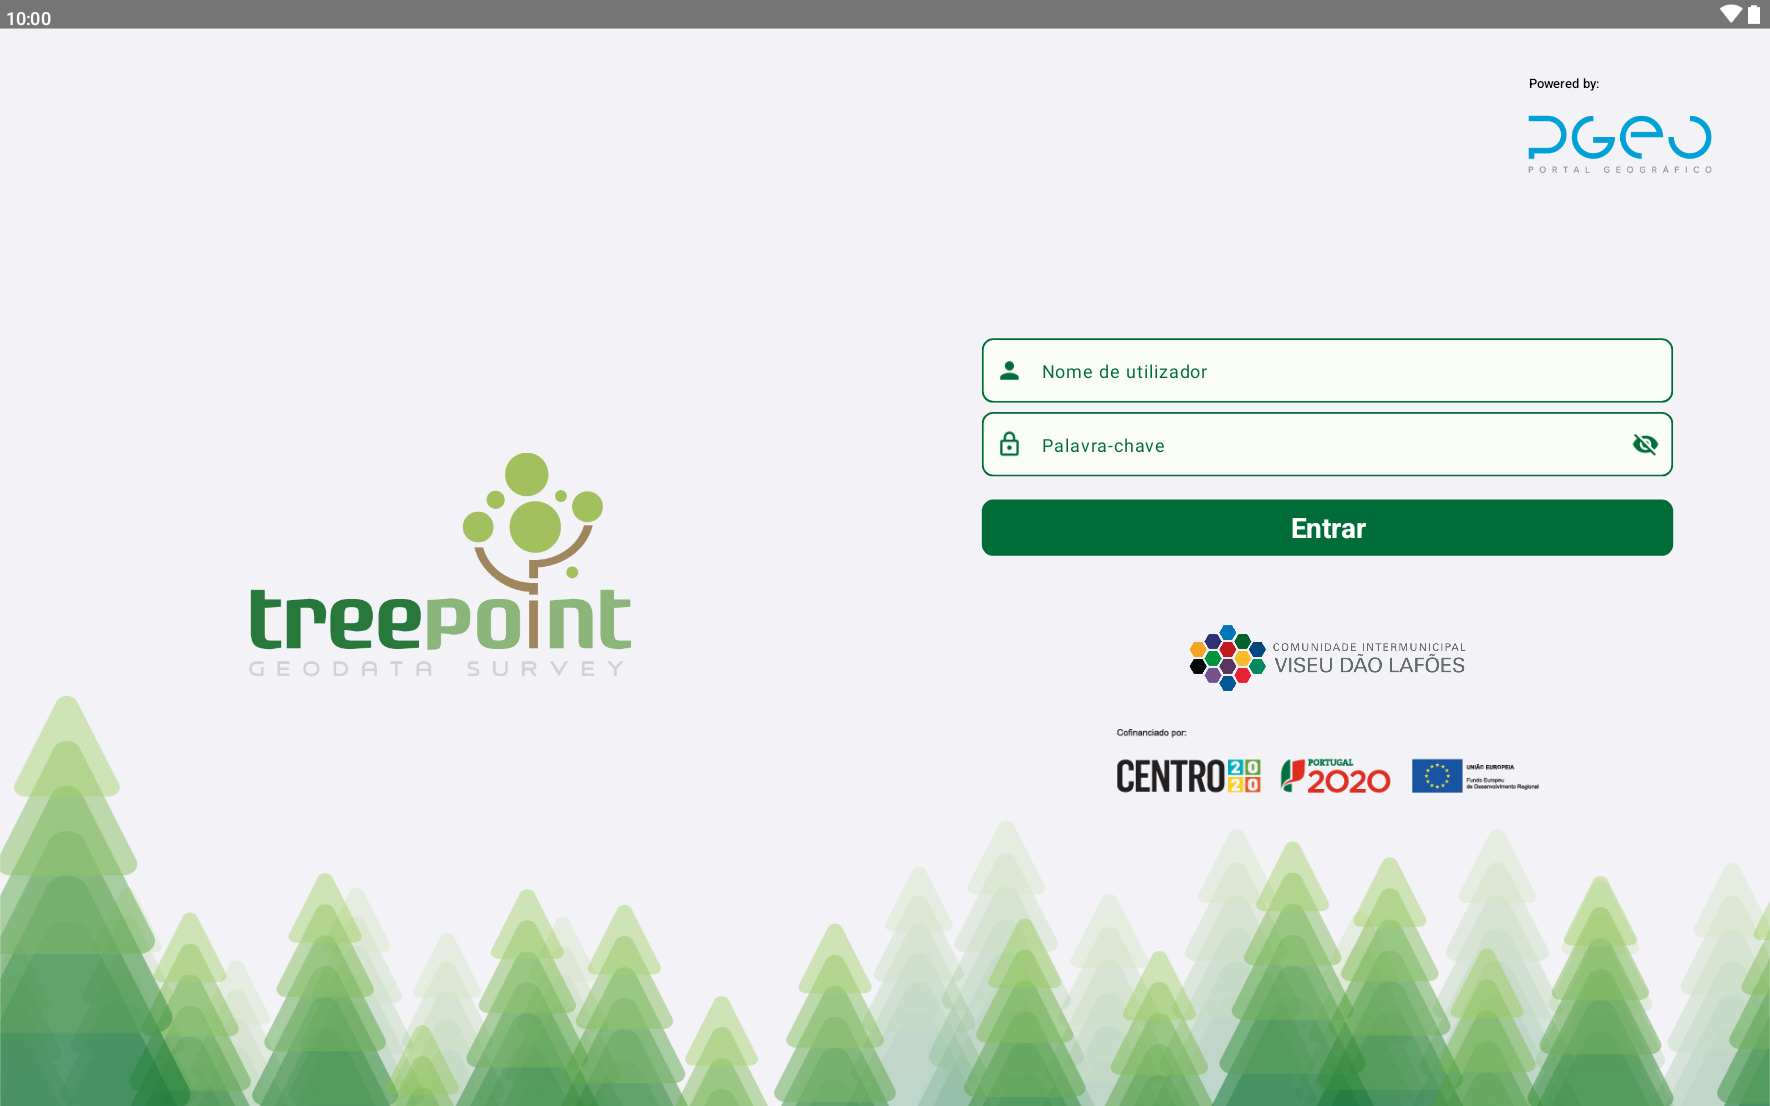 10:00
Powered by:
PGEO
PORTAL GEOGRÁFICO
Nome de utilizador
Palavra-chave
Entrar
treepoint
GEODATA SURVEY
COMUNIDADE INTERMUNICIPAL
VISEU DÃO LAFÕES
Cofinanciado por:
CENTRO 2020
PORTUGAL
2020
UNIÃO EUROPEIA
Fundo Europeu
de Desenvolvimento Regional